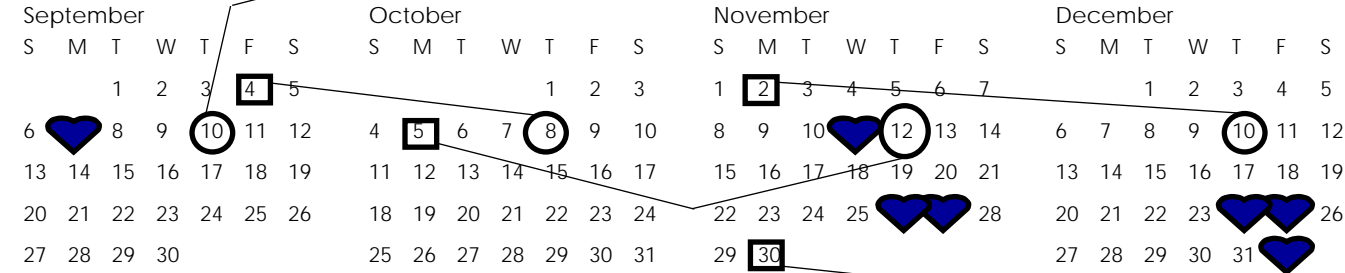 September October November December
S M T W T F S S M T W T F S S M T W T F S S M T W T F S
1 2 3 4 5 1 2 3 1 2 3 4 5 6 7 1 2 3 4 5
6 8 9 10 11 12 4 5 6 7 8 9 10 8 9 10 12 13 14 6 7 8 9 10 11 12
13 14 15 16 17 18 19 11 12 13 14 15 16 17 15 16 17 18 19 20 21 13 14 15 16 17 18 19
20 21 22 23 24 25 26 18 19 20 21 22 23 24 22 23 24 25 28 20 21 22 23 26
27 28 29 30 25 26 27 28 29 30 31 29 30 27 28 29 30 31